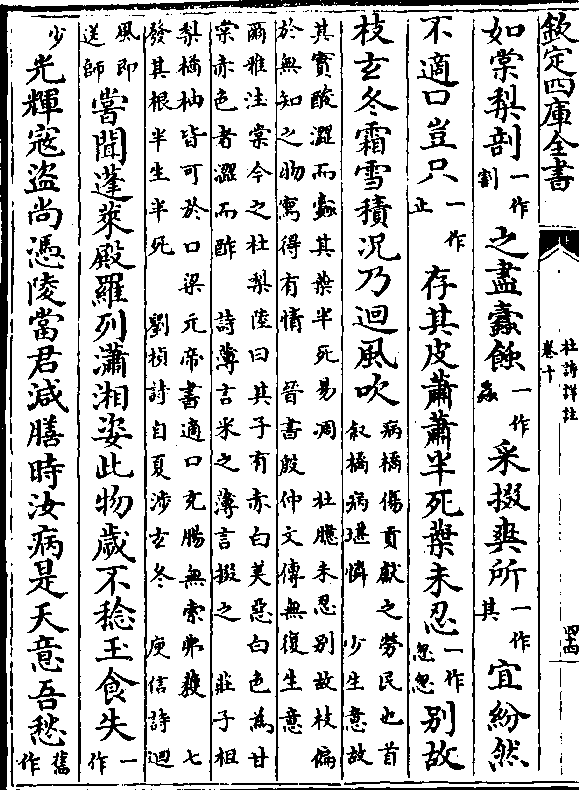 欽定四庫全書
杜詩詳註
卷十
四十四
如棠梨剖一作割之盡蠧蝕一作蟲采掇爽所一作其宜紛然
不適口豈只一作止存其皮蕭蕭半死葉未忍一作忽忽别故
枝玄冬霜雪積况乃迴風吹病橘傷貢獻之勞民也首
叙橘病堪憐 少生意故
其實酸澀而蠧其葉半死易凋 杜臆未忍别故枝偏
於無知之物寫得有情 晉書殷仲文傳無復生意
爾雅注棠今之杜梨陸曰其子有赤白美惡白色為甘
棠赤色者澀而酢 詩薄言采之薄言掇之 莊子柤
梨橘柚皆可於口梁元帝書適口充腸無索弗獲 七
發其根半生半死 劉楨詩自夏涉玄冬 庾信詩迴
風即送師嘗聞蓬萊殿羅列瀟湘姿此物歲不稔玉食失一作
少光輝寇盜尚憑陵當君減膳時汝病是天意吾愁舊作